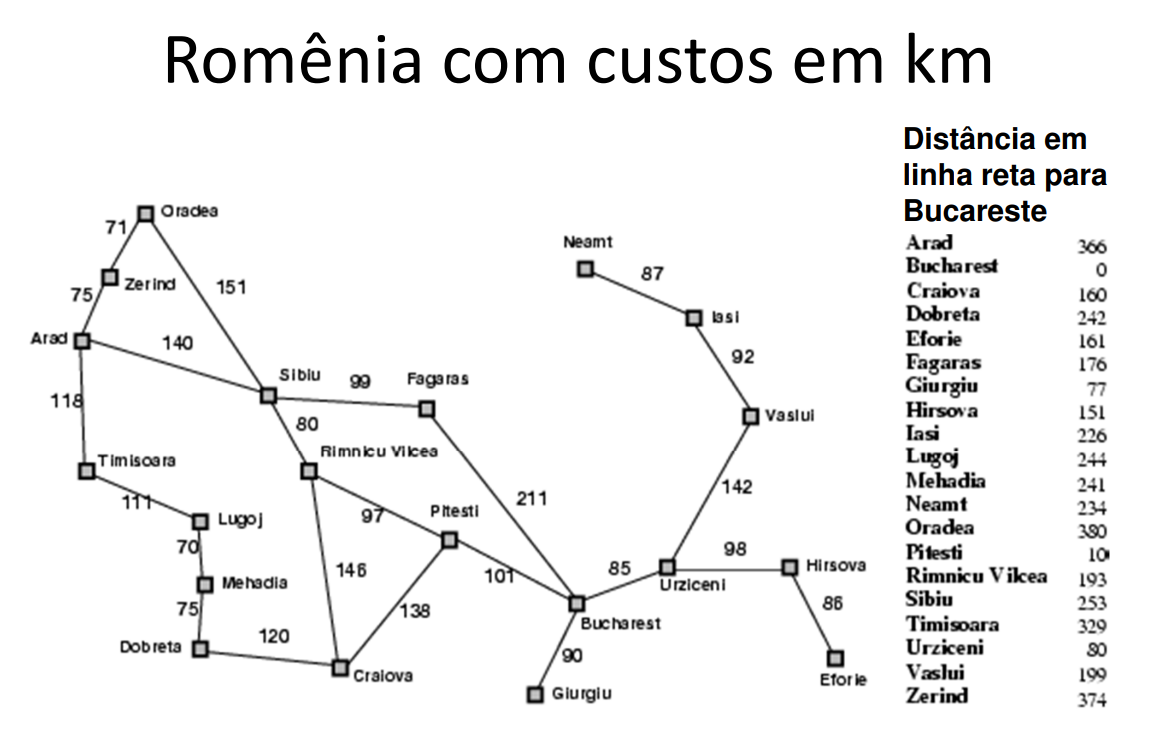 Romênia com custos em km
Distância em
linha reta para
Bucareste
Oradea
71
Neamt
87
Zerind
151
75
Iasi
Arad
140
92
Sibiu
99
Fagaras
118
80
Vaslui
Rimnicu Vilcea
Timisoara
211
142
111
Lugoj
97
Pitesti
70
98
146
101
85
Hirsova
Mehadia
Urziceni
75
138
86
Bucharest
120
Dobreta
90
Craiova
Eforie
Giurgiu
Arad 366
Bucharest 0
Craiova 160
Dobreta 242
Eforie 161
Fagaras 176
Giurgiu 77
Hirsova 151
Iasi 226
Lugoj 244
Mehadia 241
Neamt 234
Oradea 380
Pitesti
Rimnicu Vilcea 193
Sibiu 253
Timisoara 329
Urziceni 80
Vaslui 199
Zerind 374